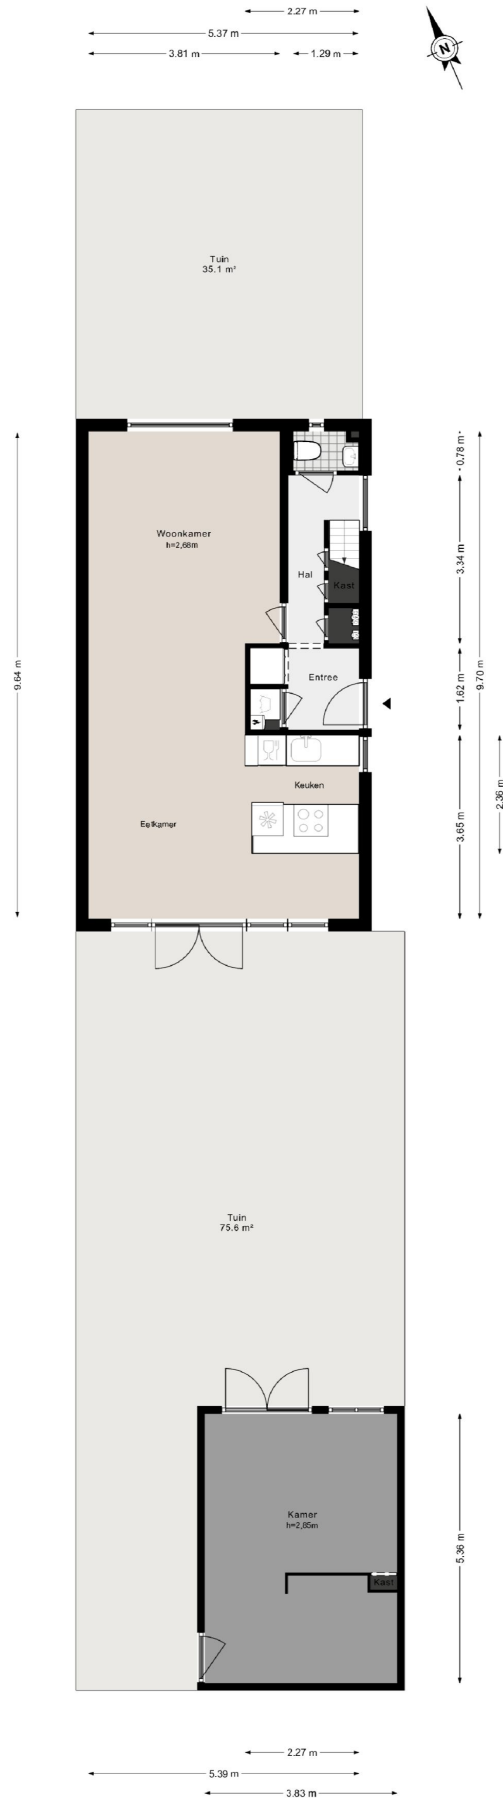 2.27 m
5.37 m
3.81 m
1.29 m
N
Tuin
35.1 m²
0.78 m
Woonkamer
h=2,68m
3.34 m
Hal
Kast
9.64 m
9.70 m
Entree
1.62 m
Keuken
2.36 m
3.65 m
Eetkamer
Tuin
75.6 m²
Kamer
h=2,65m
5.36 m
Kast
2.27 m
5.39 m
3.83 m